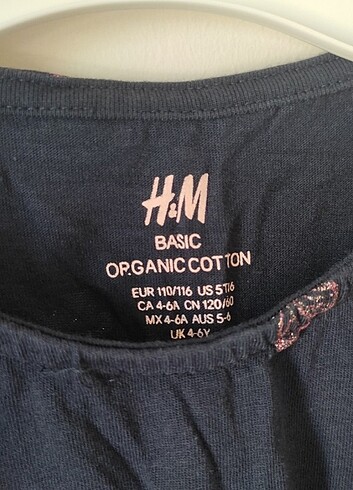 H&M
BASIC
ORGANIC COTTON
EUR 110/116 US 5T/6
CA 4-6A CN 120/60
MX 4-6A AUS 5-6
UK 4-6Y